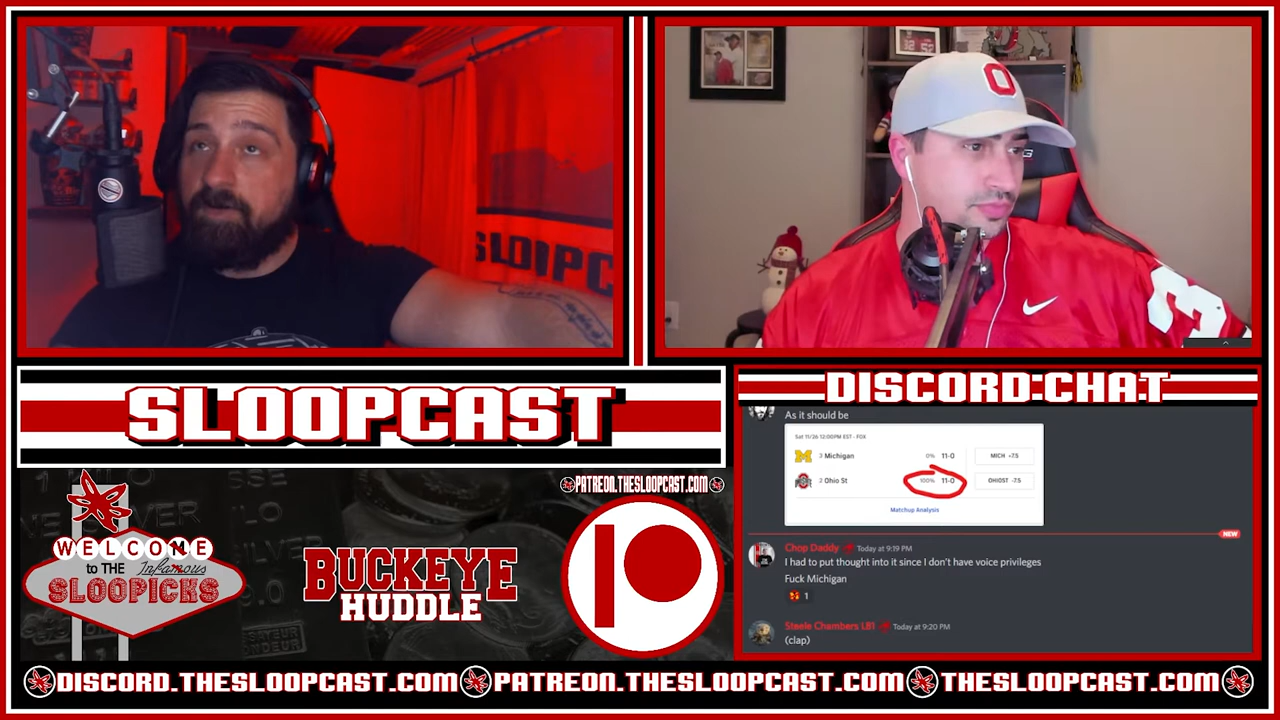 SLOIPC
O
SLOOPCAST
DISCORD:CHAT
As it should be
Sat 11/26 12:00PM EST - FOX
3 Michigan 0% 11-0 MICH +7.5
2 Ohio St 100% 11-0 OHIOST -7.5
Matchup Analysis
NEW
Chop Daddy Today at 9:19 PM
I had to put thought into it since I don't have voice privileges
Fuck Michigan
1
Steele Chambers LB1 Today at 9:20 PM
(clap)
PATREON.THESLOOPCAST.COM
WELCOME
to THE Infamous
SLOOPICKS
BUCKEYE
HUDDLE
DISCORD.THESLOOPCAST.COM PATREON.THESLOOPCAST.COM THESLOOPCAST.COM